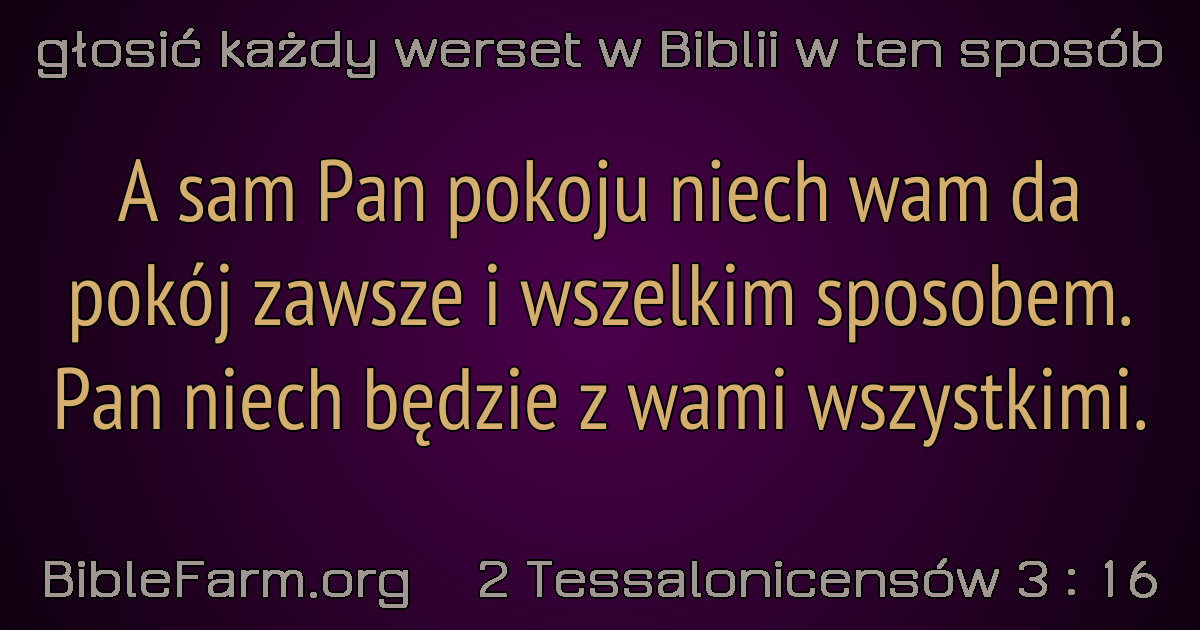 głosić każdy werset w Biblii w ten sposób
A sam Pan pokoju niech wam da
pokój zawsze i wszelkim sposobem.
Pan niech będzie z wami wszystkimi.
BibleFarm.org 2 Tessalonicensów 3 : 16